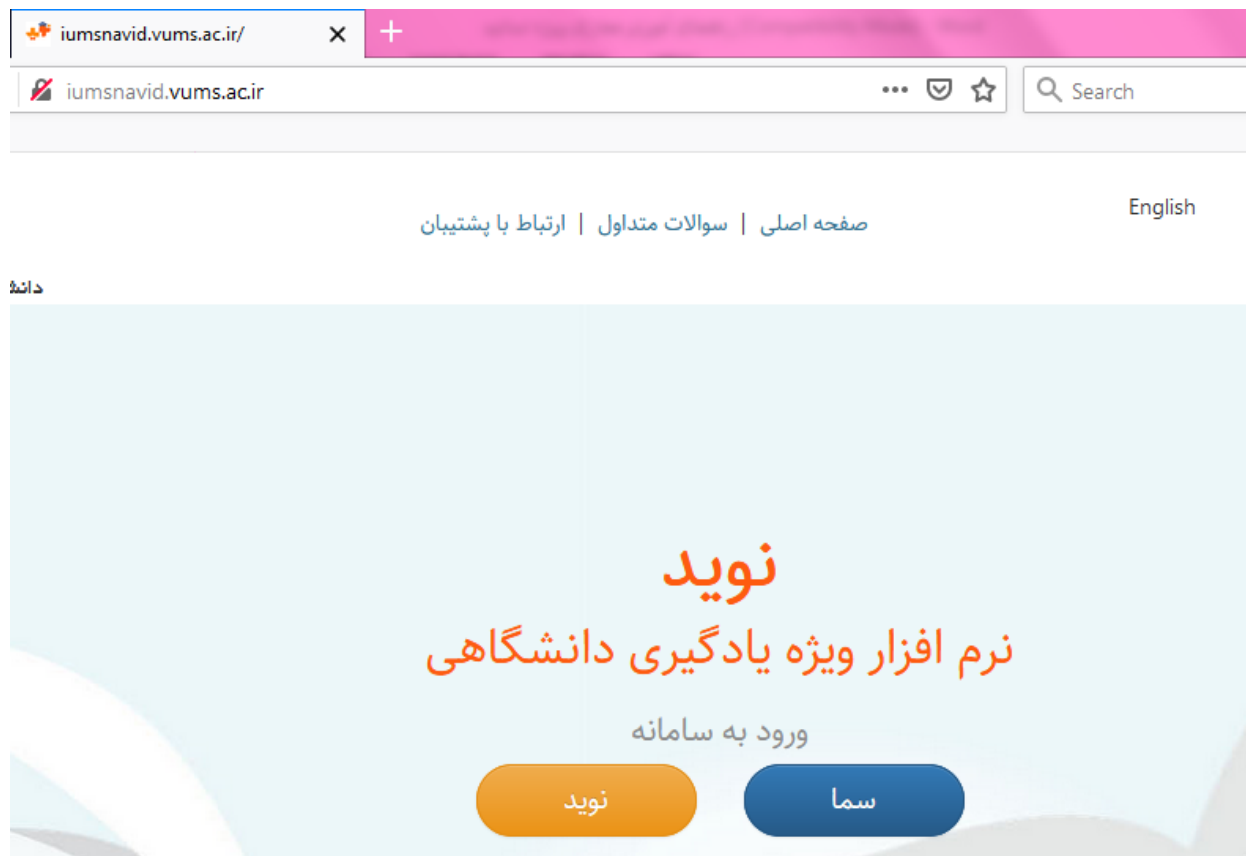 iumsnavid.vums.ac.ir/
iumsnavid.vums.ac.ir
Search
English
صفحه اصلی | سوالات متداول | ارتباط با پشتیبان
نوید
نرم افزار ویژه یادگیری دانشگاهی
ورود به سامانه
سما
نوید